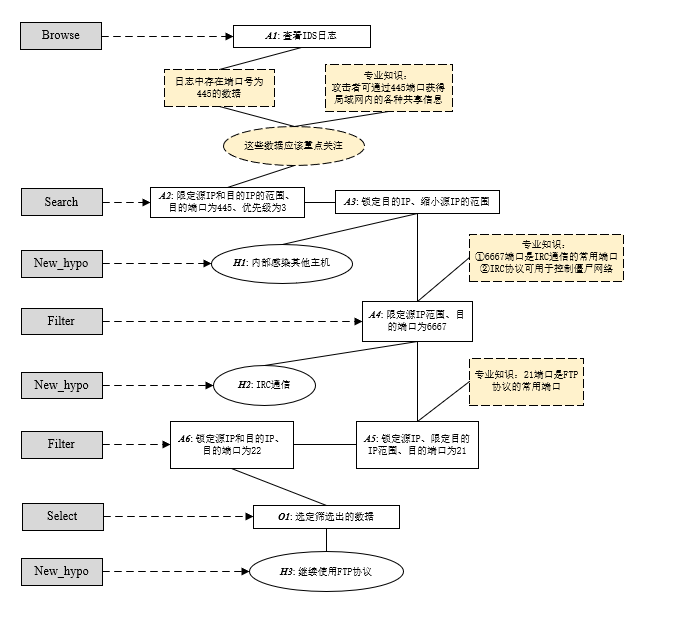 Browse
A1: 查看IDS日志
日志中存在端口号为
445的数据
专业知识:
攻击者可通过445端口获得
局域网内的各种共享信息
这些数据应该重点关注
Search
A2: 限定源IP和目的IP的范围、
目的端口为445、优先级为3
A3: 锁定目的IP、缩小源IP的范围
New_hypo
H1: 内部感染其他主机
专业知识:
①6667端口是IRC通信的常用端口
②IRC协议可用于控制僵尸网络
Filter
A4: 限定源IP范围、目
的端口为6667
New_hypo
H2: IRC通信
专业知识: 21端口是FTP
协议的常用端口
Filter
A6: 锁定源IP和目的IP、
目的端口为22
A5: 锁定源IP、限定目的
IP范围、目的端口为21
Select
O1: 选定筛选出的数据
New_hypo
H3: 继续使用FTP协议